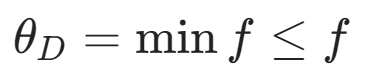 θ_D = min f ≤ f